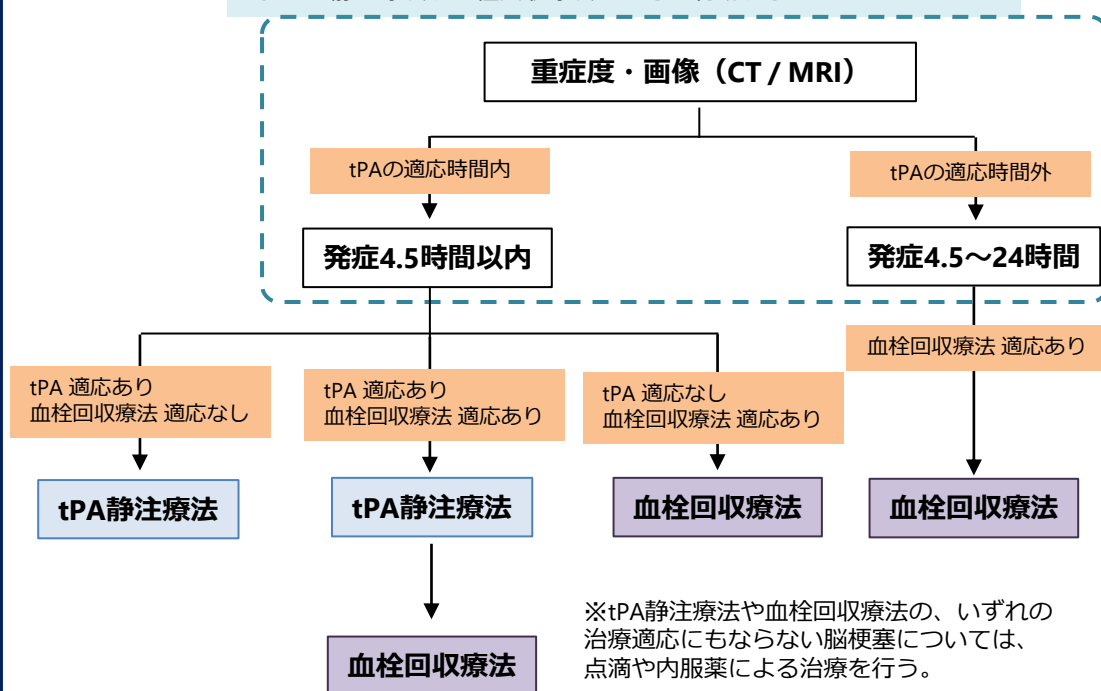 重症度・画像（CT / MRI）
tPAの適応時間内
tPAの適応時間外
発症4.5時間以内
発症4.5～24時間
血栓回収療法 適応あり
tPA 適応あり
血栓回収療法 適応なし
tPA 適応あり
血栓回収療法 適応あり
tPA 適応なし
血栓回収療法 適応あり
tPA静注療法
tPA静注療法
血栓回収療法
血栓回収療法
血栓回収療法
※tPA静注療法や血栓回収療法の、いずれの
治療適応にもならない脳梗塞については、
点滴や内服薬による治療を行う。